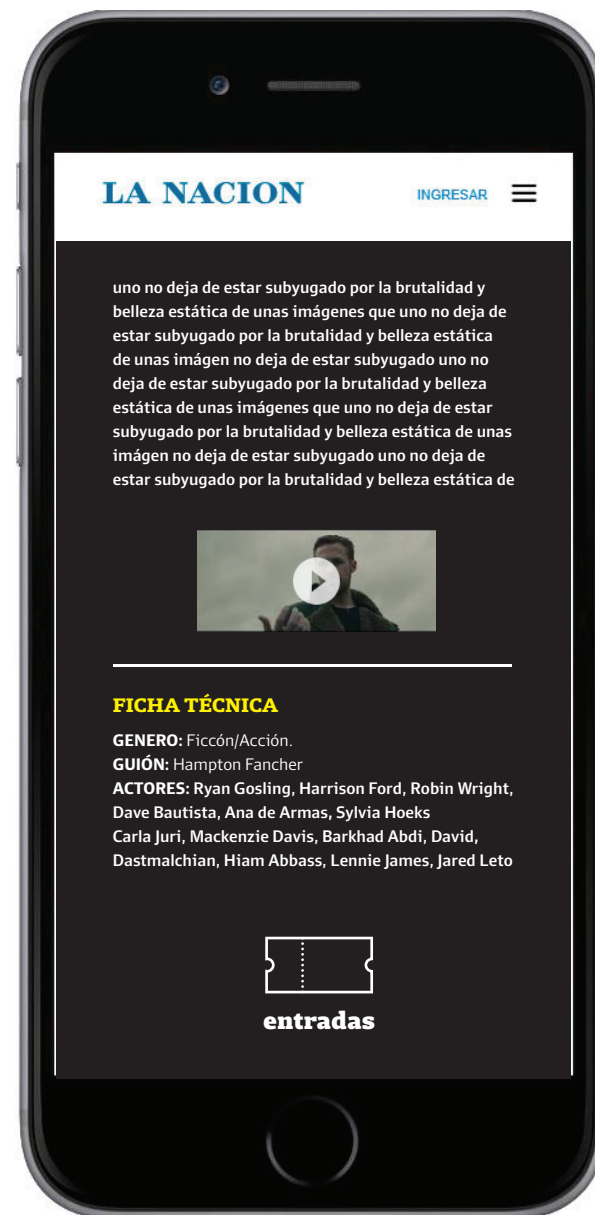 LA NACION
INGRESAR
uno no deja de estar subyugado por la brutalidad y
belleza estática de unas imágenes que uno no deja de
estar subyugado por la brutalidad y belleza estática
de unas imágen no deja de estar subyugado uno no
deja de estar subyugado por la brutalidad y belleza
estática de unas imágenes que uno no deja de estar
subyugado por la brutalidad y belleza estática de unas
imágen no deja de estar subyugado uno no deja de
estar subyugado por la brutalidad y belleza estática de
FICHA TÉCNICA
GENERO: Ficcón/Acción.
GUIÓN: Hampton Fancher
ACTORES: Ryan Gosling, Harrison Ford, Robin Wright,
Dave Bautista, Ana de Armas, Sylvia Hoeks
Carla Juri, Mackenzie Davis, Barkhad Abdi, David,
Dastmalchian, Hiam Abbass, Lennie James, Jared Leto
entradas